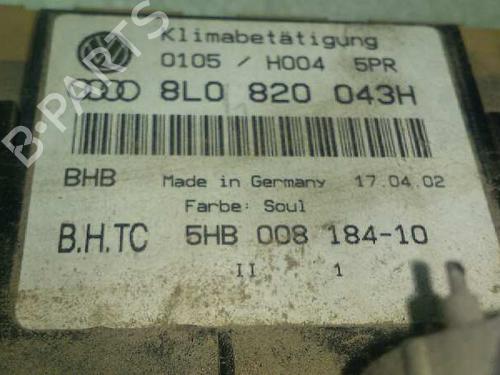 Klimabetätigung
0105 / H004 5PR
8L0 820 043H
BHB Made in Germany 17.04.02
Farbe: Soul
B.H.TC 5HB 008 184-10
II 1
B-PARTS